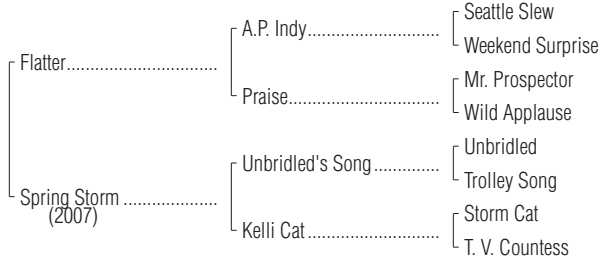 Seattle Slew
A.P. Indy........................
Weekend Surprise
Flatter................................
Mr. Prospector
Praise................................
Wild Applause
Unbridled
Unbridled's Song..............
Trolley Song
Spring Storm ....................
(2007)
Storm Cat
Kelli Cat............................
T. V. Countess